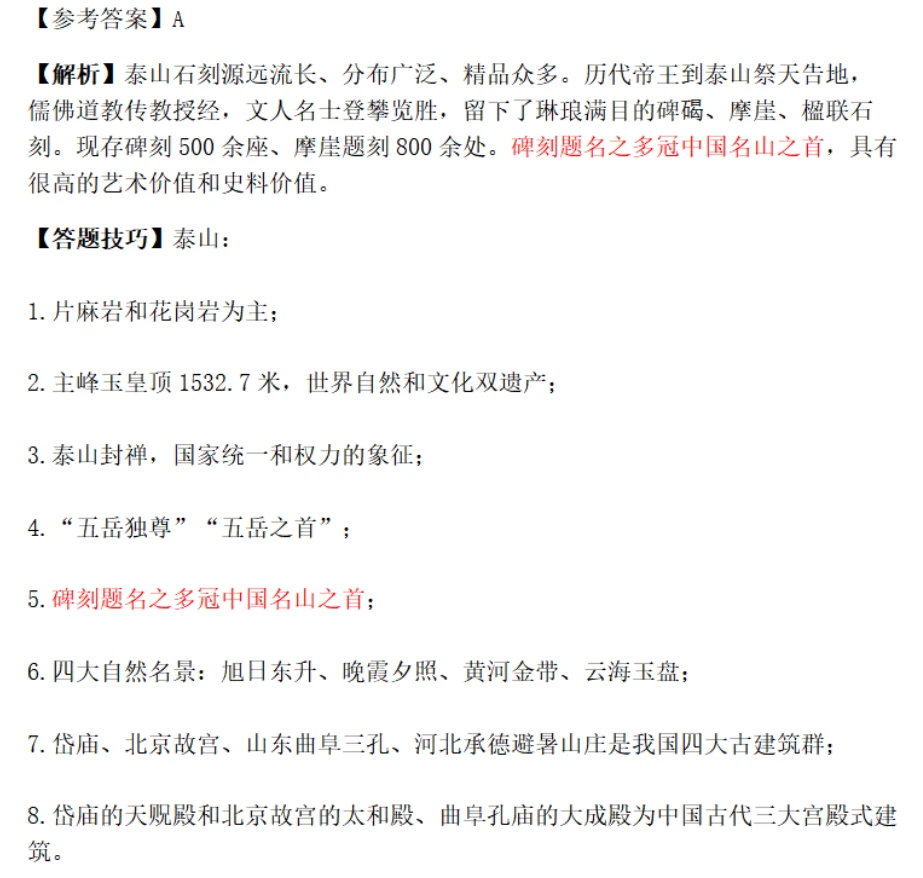 【参考答案】A
【解析】泰山石刻源远流长、分布广泛、精品众多。历代帝王到泰山祭天告地，
儒佛道教传教授经，文人名士登攀览胜，留下了琳琅满目的碑碣、摩崖、楹联石
刻。现存碑刻 500 余座、摩崖题刻 800 余处。碑刻题名之多冠中国名山之首，具有
很高的艺术价值和史料价值。
【答题技巧】泰山：
1.片麻岩和花岗岩为主；
2.主峰玉皇顶 1532.7 米，世界自然和文化双遗产；
3.泰山封禅，国家统一和权力的象征；
4.“五岳独尊”“五岳之首”；
5.碑刻题名之多冠中国名山之首；
6.四大自然名景：旭日东升、晚霞夕照、黄河金带、云海玉盘；
7.岱庙、北京故宫、山东曲阜三孔、河北承德避暑山庄是我国四大古建筑群；
8.岱庙的天贶殿和北京故宫的太和殿、曲阜孔庙的大成殿为中国古代三大宫殿式建
筑。